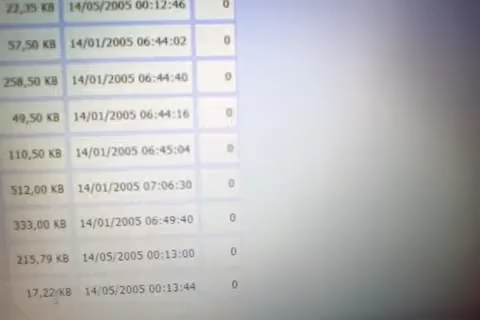 22,35 KB 14/05/2005 00:12:46 0
57,50 KB 14/01/2005 06:44:02 0
258,50 KB 14/01/2005 06:44:40 0
49,50 KB 14/01/2005 06:44:16 0
110,50 KB 14/01/2005 06:45:04 0
512,00 KB 14/01/2005 07:06:30 0
333,00 KB 14/01/2005 06:49:40 0
215,79 KB 14/05/2005 00:13:00 0
17,22 KB 14/05/2005 00:13:44 0